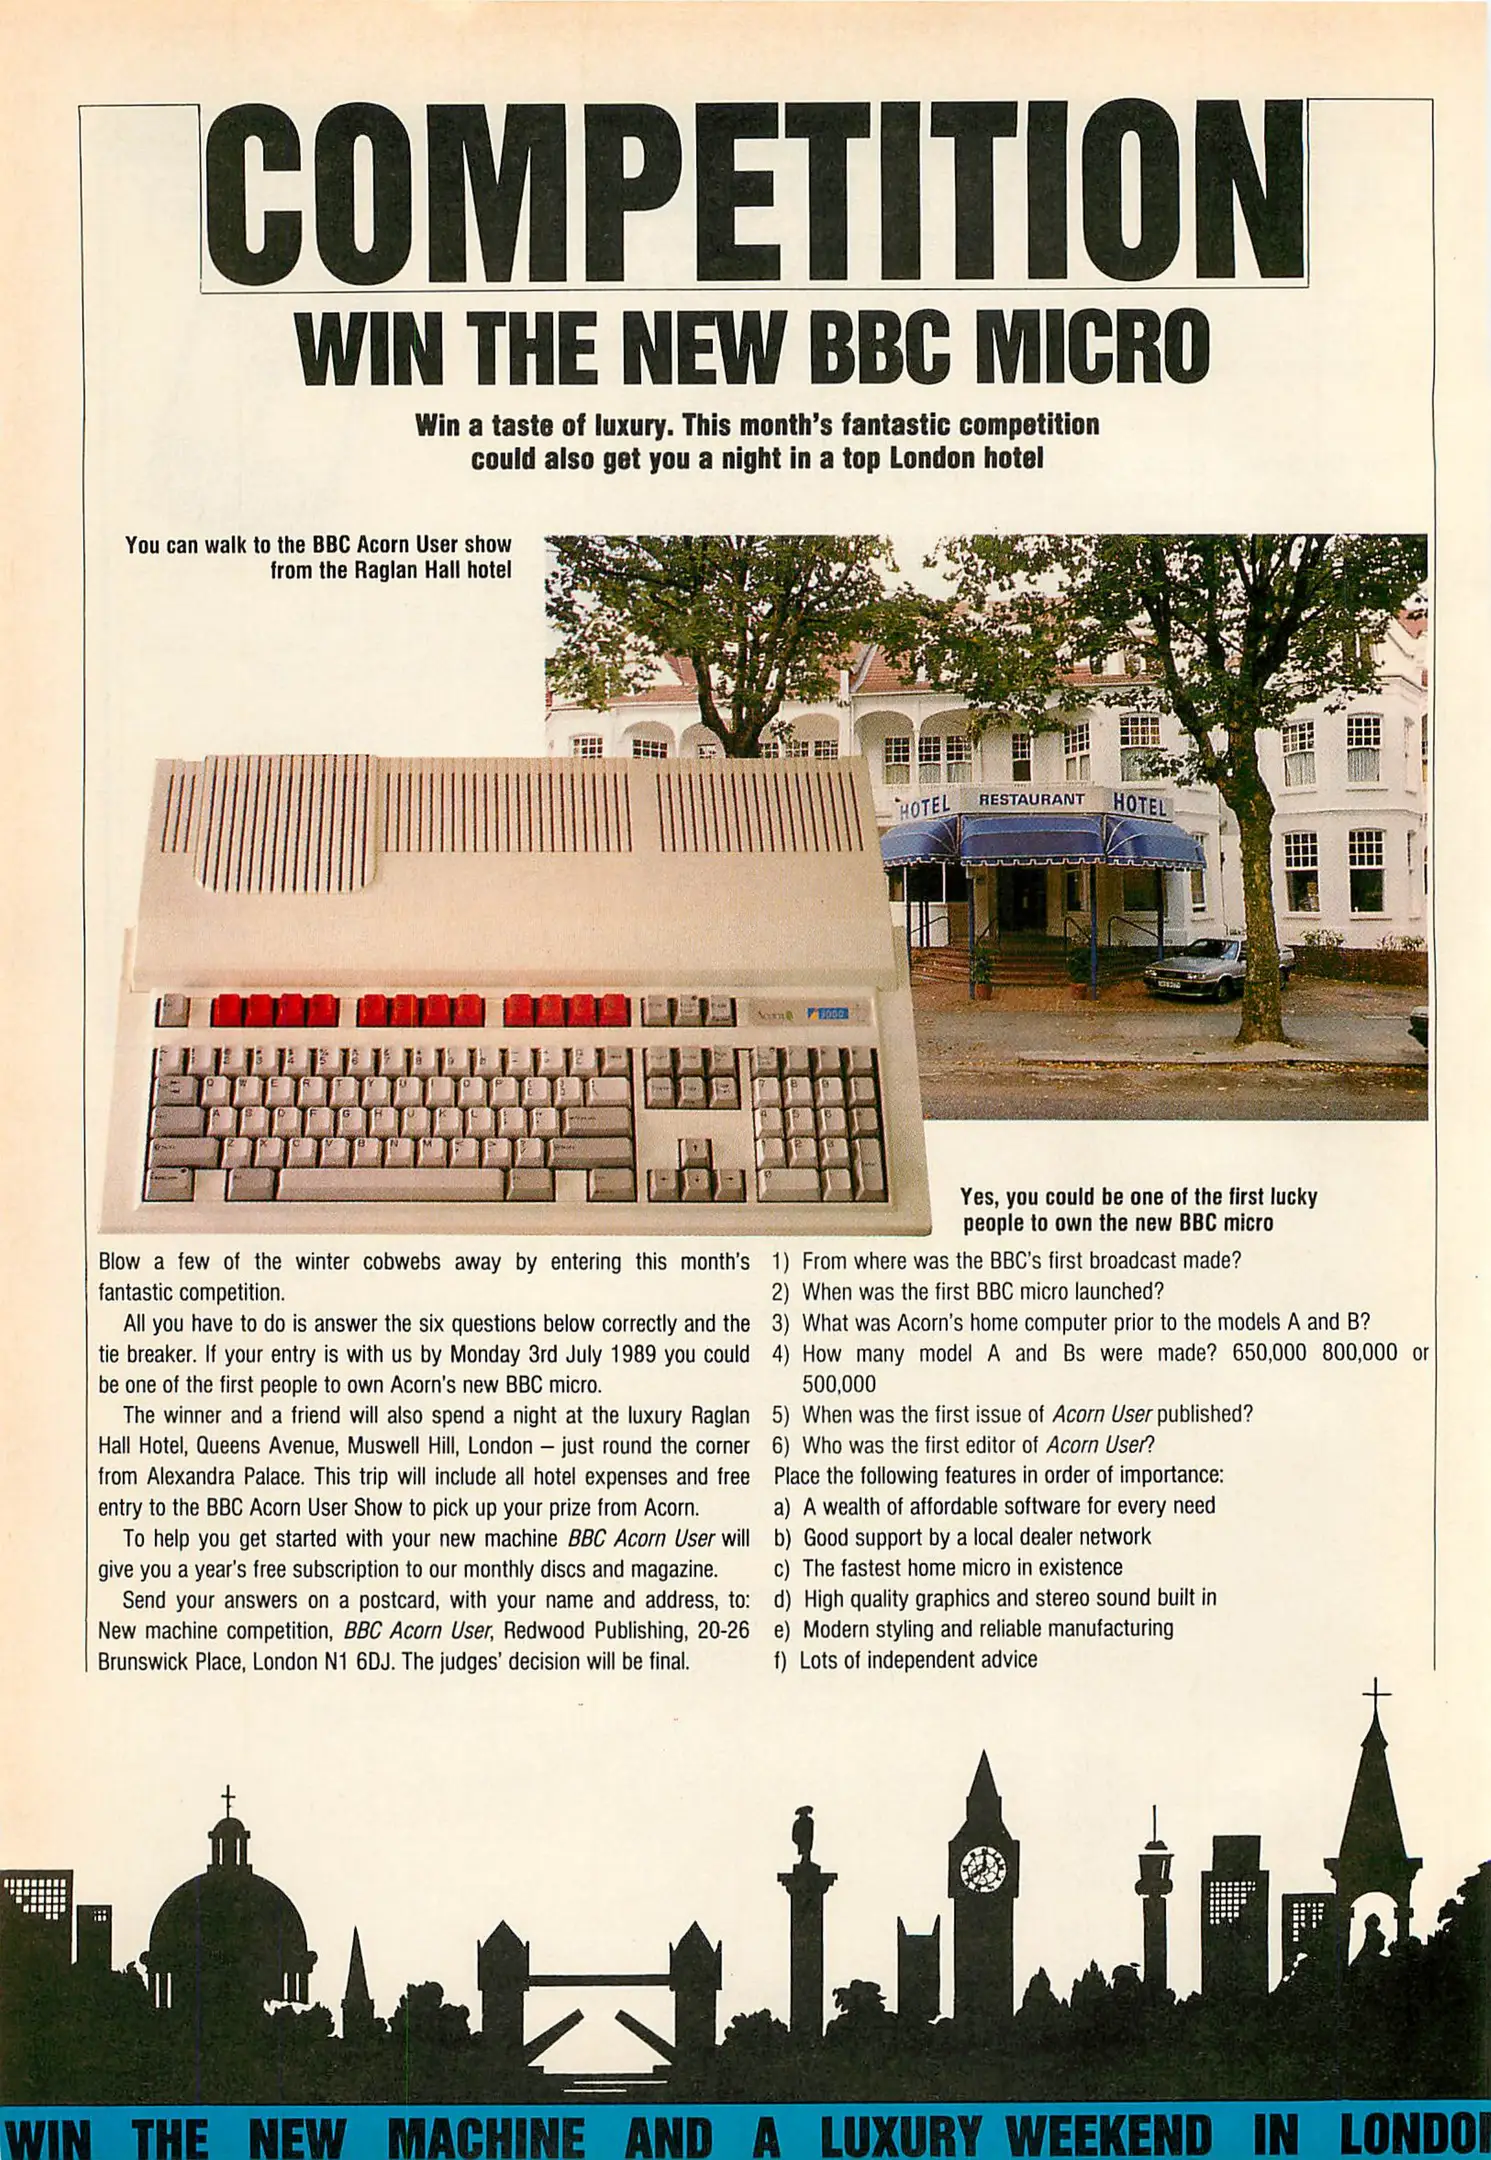 COMPETITION
WIN THE NEW BBC MICRO
Win a taste of luxury. This month's fantastic competition
could also get you a night in a top London hotel
You can walk to the BBC Acorn User show
from the Raglan Hall hotel
HOTEL RESTAURANT HOTEL
Acorn 3000
Yes, you could be one of the first lucky
people to own the new BBC micro
Blow a few of the winter cobwebs away by entering this month's
fantastic competition.
All you have to do is answer the six questions below correctly and the
tie breaker. If your entry is with us by Monday 3rd July 1989 you could
be one of the first people to own Acorn's new BBC micro.
The winner and a friend will also spend a night at the luxury Raglan
Hall Hotel, Queens Avenue, Muswell Hill, London – just round the corner
from Alexandra Palace. This trip will include all hotel expenses and free
entry to the BBC Acorn User Show to pick up your prize from Acorn.
To help you get started with your new machine BBC Acorn User will
give you a year's free subscription to our monthly discs and magazine.
Send your answers on a postcard, with your name and address, to:
New machine competition, BBC Acorn User, Redwood Publishing, 20-26
Brunswick Place, London N1 6DJ. The judges' decision will be final.
1) From where was the BBC's first broadcast made?
2) When was the first BBC micro launched?
3) What was Acorn's home computer prior to the models A and B?
4) How many model A and Bs were made? 650,000 800,000 or
500,000
5) When was the first issue of Acorn User published?
6) Who was the first editor of Acorn User?
Place the following features in order of importance:
a) A wealth of affordable software for every need
b) Good support by a local dealer network
c) The fastest home micro in existence
d) High quality graphics and stereo sound built in
e) Modern styling and reliable manufacturing
f) Lots of independent advice
WIN THE NEW MACHINE AND A LUXURY WEEKEND IN LONDO